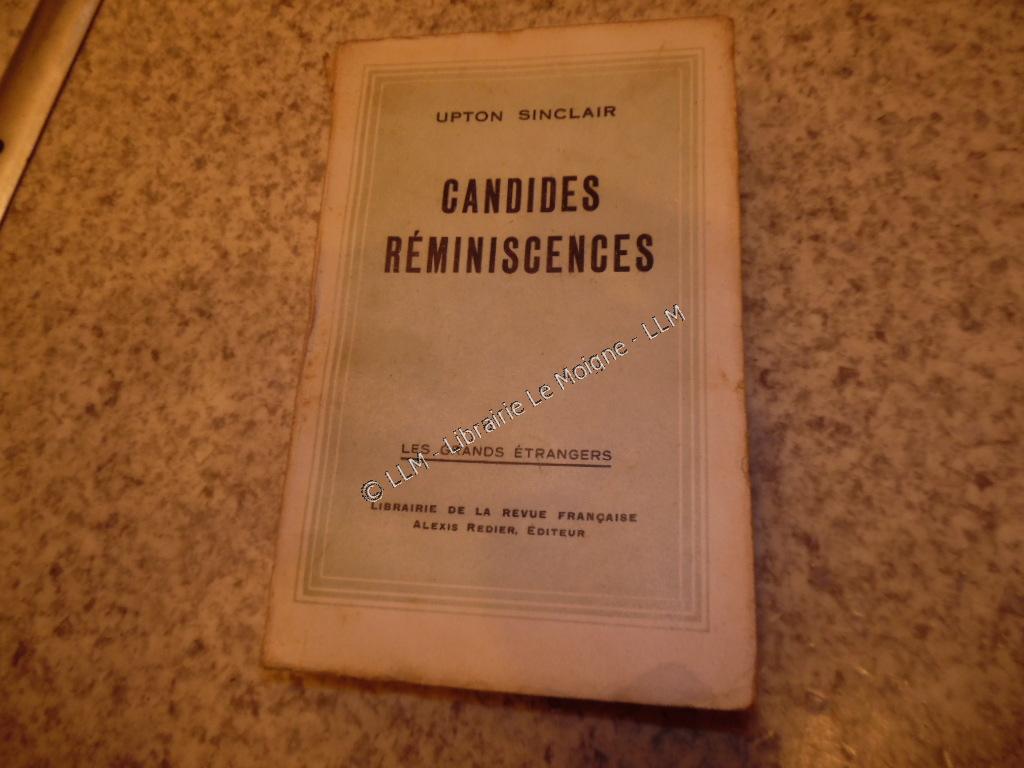 UPTON SINCLAIR
CANDIDES
RÉMINISCENCES
© LLM - Librairie Le Moigne - LLM
LES GRANDS ÉTRANGERS
LIBRAIRIE DE LA REVUE FRANÇAISE
ALEXIS REDIER, ÉDITEUR